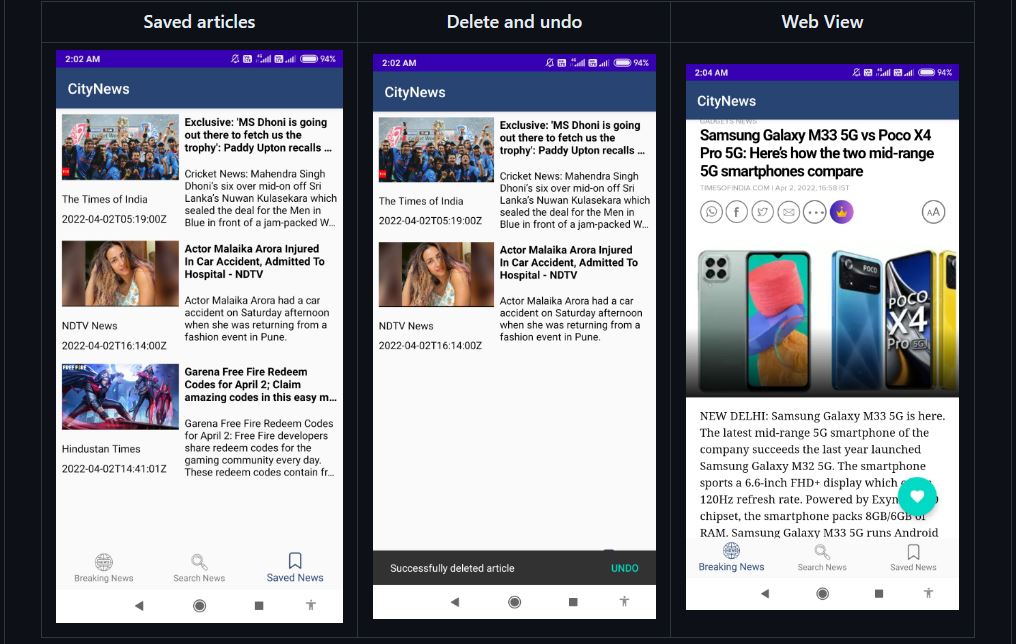 Saved articles
Delete and undo
Web View
2:02 AM
94%
CityNews
Exclusive: 'MS Dhoni is going
out there to fetch us the
trophy': Paddy Upton recalls ...
Cricket News: Mahendra Singh
Dhoni's six over mid-on off Sri
Lanka's Nuwan Kulasekara which
sealed the deal for the Men in
Blue in front of a jam-packed W...
The Times of India
2022-04-02T05:19:00Z
Actor Malaika Arora Injured
In Car Accident, Admitted To
Hospital - NDTV
Actor Malaika Arora had a car
accident on Saturday afternoon
when she was returning from a
fashion event in Pune.
NDTV News
2022-04-02T16:14:00Z
FREE FIRE
Garena Free Fire Redeem
Codes for April 2; Claim
amazing codes in this easy m...
Garena Free Fire Redeem Codes
for April 2: Free Fire developers
share redeem codes for the
gaming community every day.
These redeem codes contain fr...
Hindustan Times
2022-04-02T14:41:01Z
Breaking News
Search News
Saved News
2:02 AM
94%
CityNews
Exclusive: 'MS Dhoni is going
out there to fetch us the
trophy': Paddy Upton recalls ...
Cricket News: Mahendra Singh
Dhoni's six over mid-on off Sri
Lanka's Nuwan Kulasekara which
sealed the deal for the Men in
Blue in front of a jam-packed W...
The Times of India
2022-04-02T05:19:00Z
Actor Malaika Arora Injured
In Car Accident, Admitted To
Hospital - NDTV
Actor Malaika Arora had a car
accident on Saturday afternoon
when she was returning from a
fashion event in Pune.
NDTV News
2022-04-02T16:14:00Z
Successfully deleted article
UNDO
2:04 AM
94%
CityNews
GADGETS NEWS
Samsung Galaxy M33 5G vs Poco X4
Pro 5G: Here's how the two mid-range
5G smartphones compare
TIMESOFINDIA.COM | Apr 2, 2022, 16:58 IST
AA
POCO
POCO
X4
Pro 5G
NEW DELHI: Samsung Galaxy M33 5G is here.
The latest mid-range 5G smartphone of the
company succeeds the last year launched
Samsung Galaxy M32 5G. The smartphone
sports a 6.6-inch FHD+ display which
120Hz refresh rate. Powered by
chipset, the smartphone packs 8GB/6GB of
RAM. Samsung Galaxy M33 5G runs Android
Breaking News
Search News
Saved News